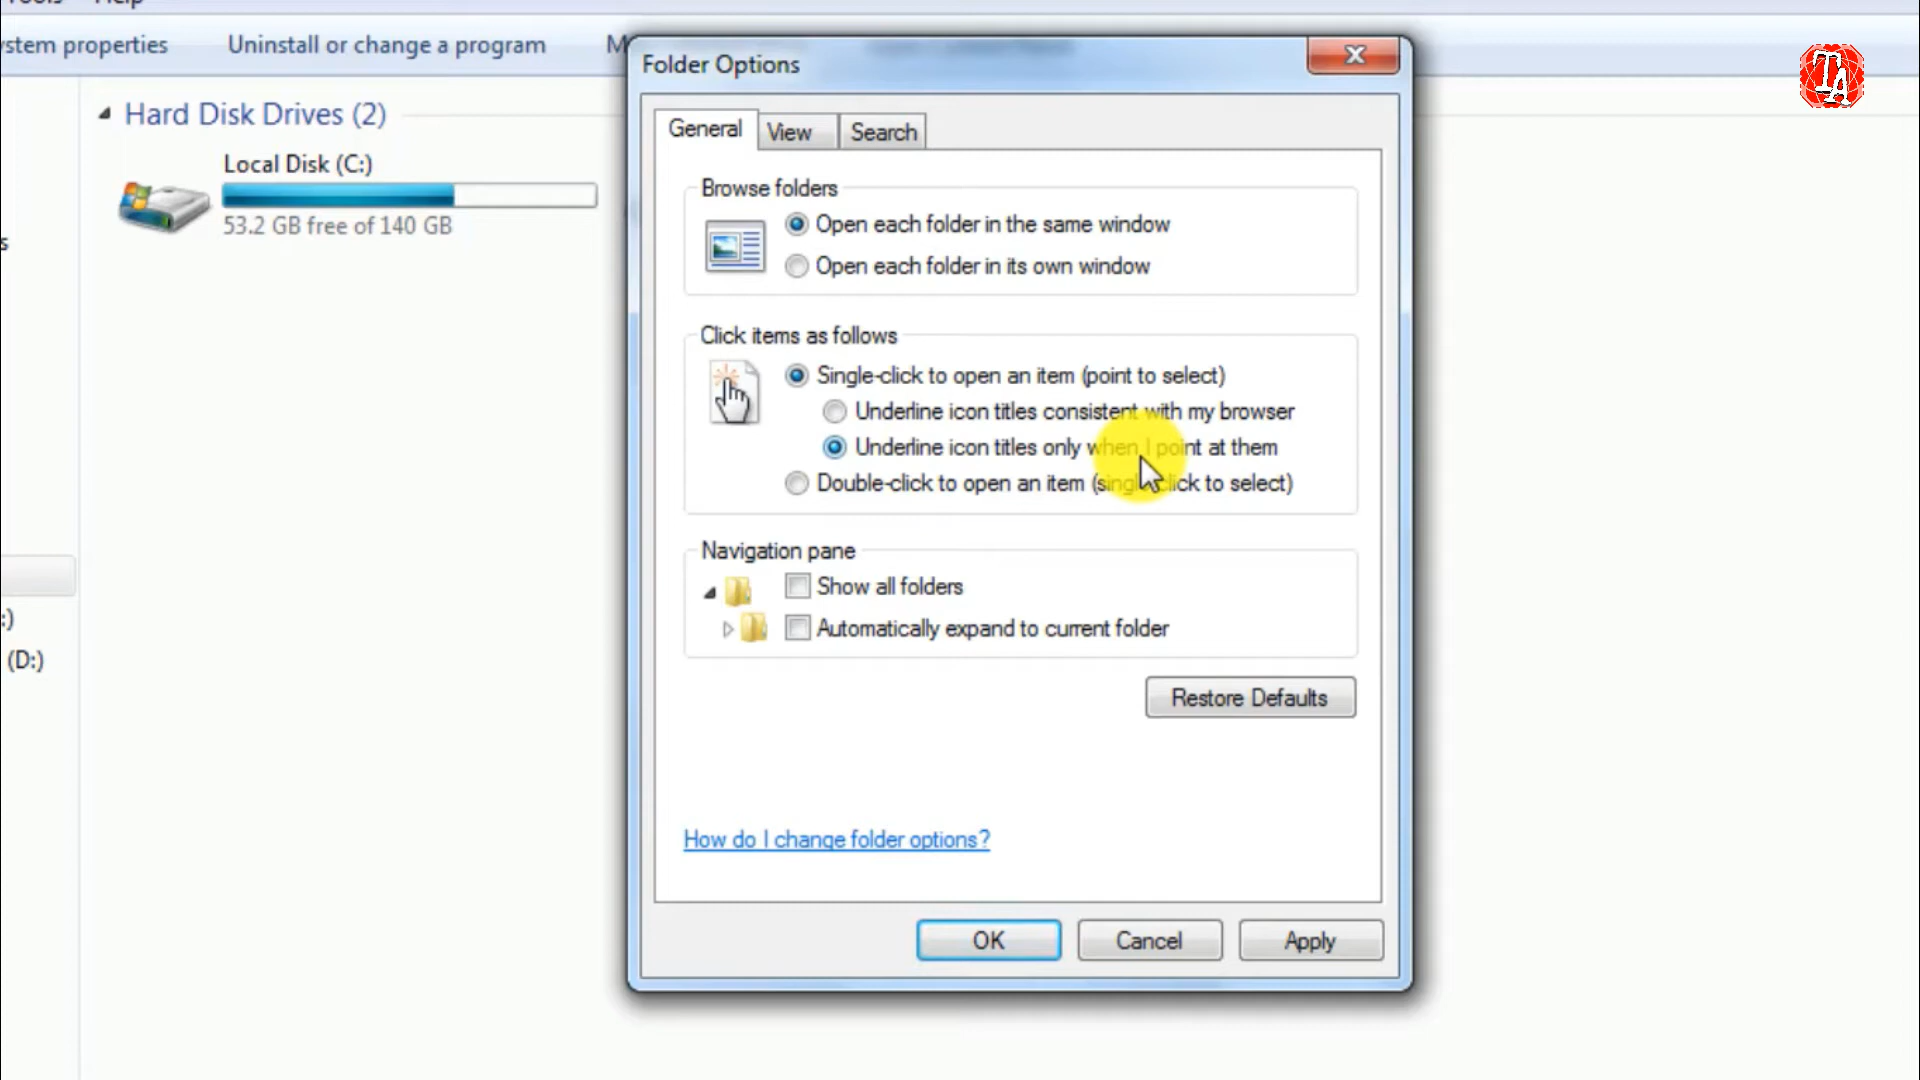 Help
stem properties
Uninstall or change a program
Folder Options
General
View
Search
Hard Disk Drives (2)
Local Disk (C:)
53.2 GB free of 140 GB
Browse folders
Open each folder in the same window
Open each folder in its own window
Click items as follows
Single-click to open an item (point to select)
Underline icon titles consistent with my browser
Underline icon titles only when I point at them
Double-click to open an item (single-click to select)
Navigation pane
Show all folders
Automatically expand to current folder
:)
(D:)
Restore Defaults
How do I change folder options?
OK
Cancel
Apply
TA